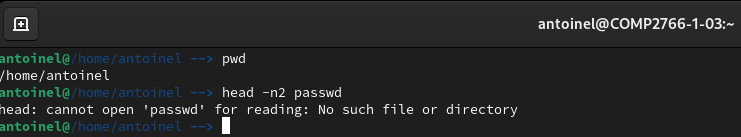 antoinel@COMP2766-1-03:~
antoinel@/home/antoinel --> pwd
/home/antoinel
antoinel@/home/antoinel --> head -n2 passwd
head: cannot open 'passwd' for reading: No such file or directory
antoinel@/home/antoinel -->